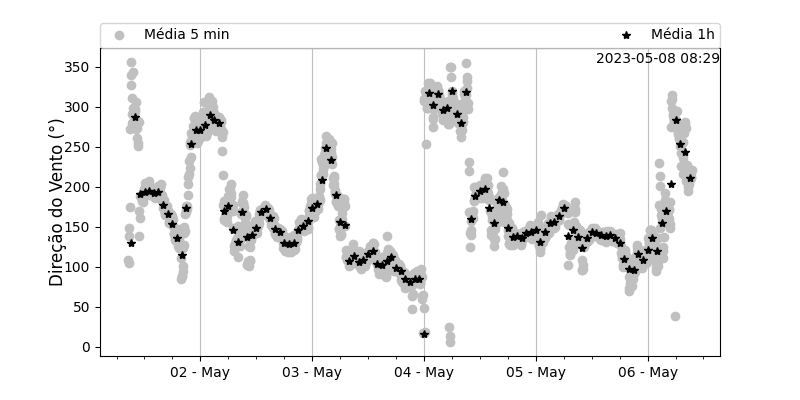 Média 5 min
Média 1h
2023-05-08 08:29
Direção do Vento (°)
350
300
250
200
150
100
50
0
02 - May
03 - May
04 - May
05 - May
06 - May